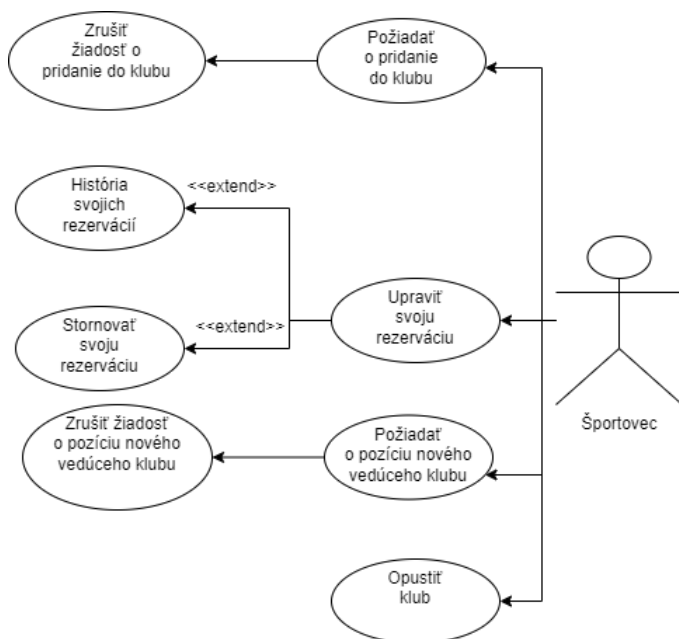 Zrušiť
žiadosť o
pridanie do klubu
Požiadať
o pridanie
do klubu
História
svojich
rezervácií
<<extend>>
Stornovať
svoju
rezerváciu
<<extend>>
Upraviť
svoju
rezerváciu
Zrušiť žiadosť
o pozíciu nového
vedúceho klubu
Požiadať
o pozíciu nového
vedúceho klubu
Športovec
Opustiť
klub